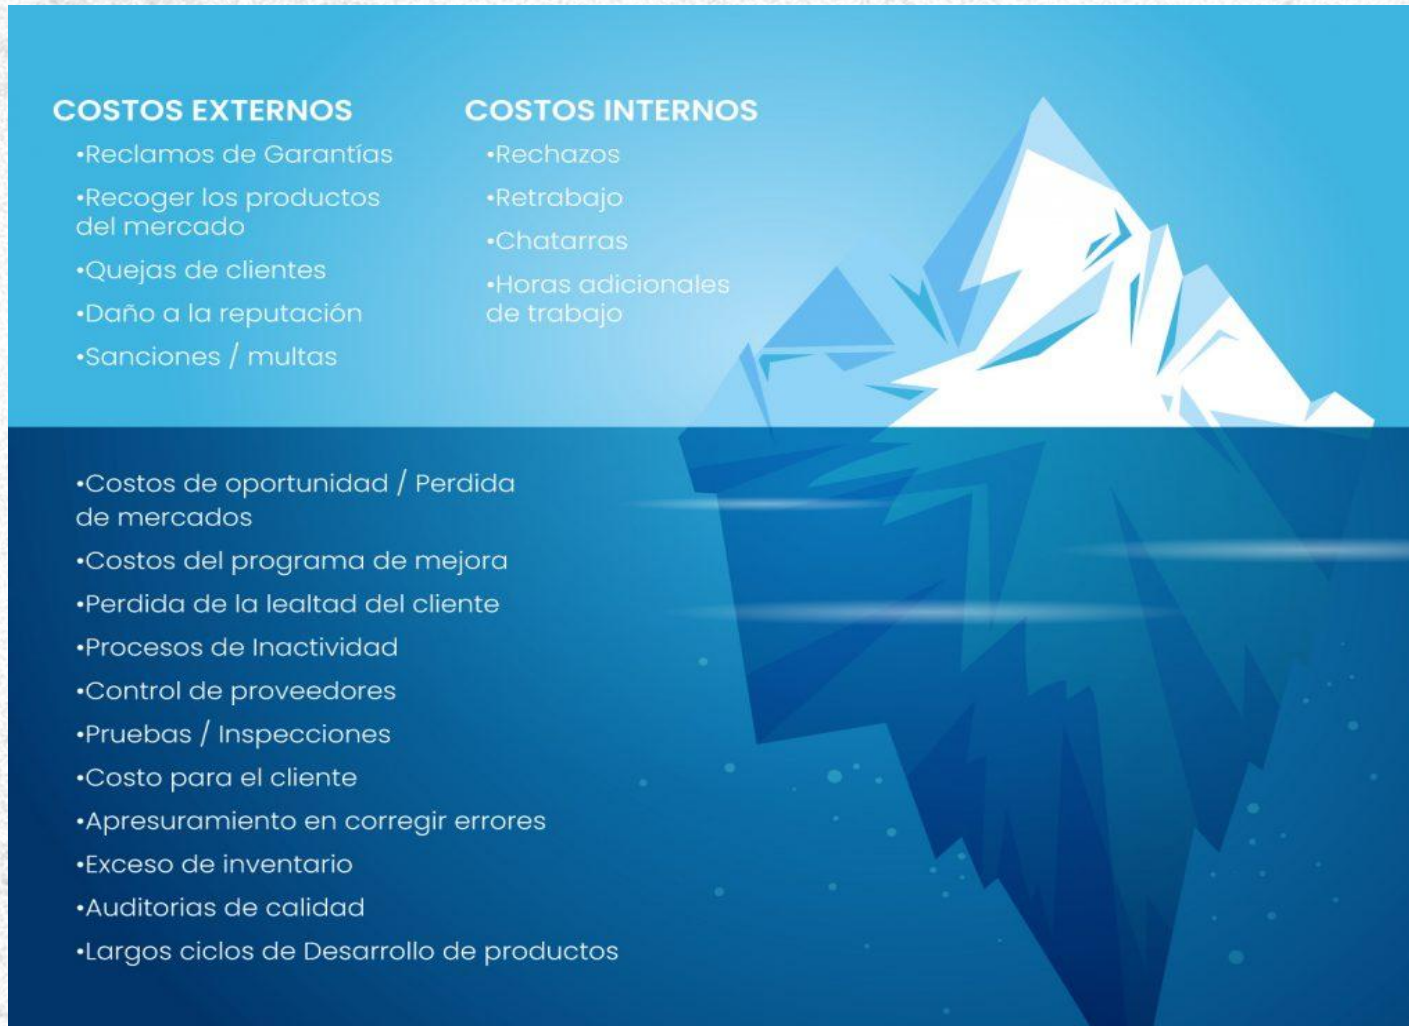 COSTOS EXTERNOS
•Reclamos de Garantías
•Recoger los productos
del mercado
•Quejas de clientes
•Daño a la reputación
•Sanciones / multas
COSTOS INTERNOS
•Rechazos
•Retrabajo
•Chatarras
•Horas adicionales
de trabajo
•Costos de oportunidad / Perdida
de mercados
•Costos del programa de mejora
•Perdida de la lealtad del cliente
•Procesos de Inactividad
•Control de proveedores
•Pruebas / Inspecciones
•Costo para el cliente
•Apresuramiento en corregir errores
•Exceso de inventario
•Auditorias de calidad
•Largos ciclos de Desarrollo de productos